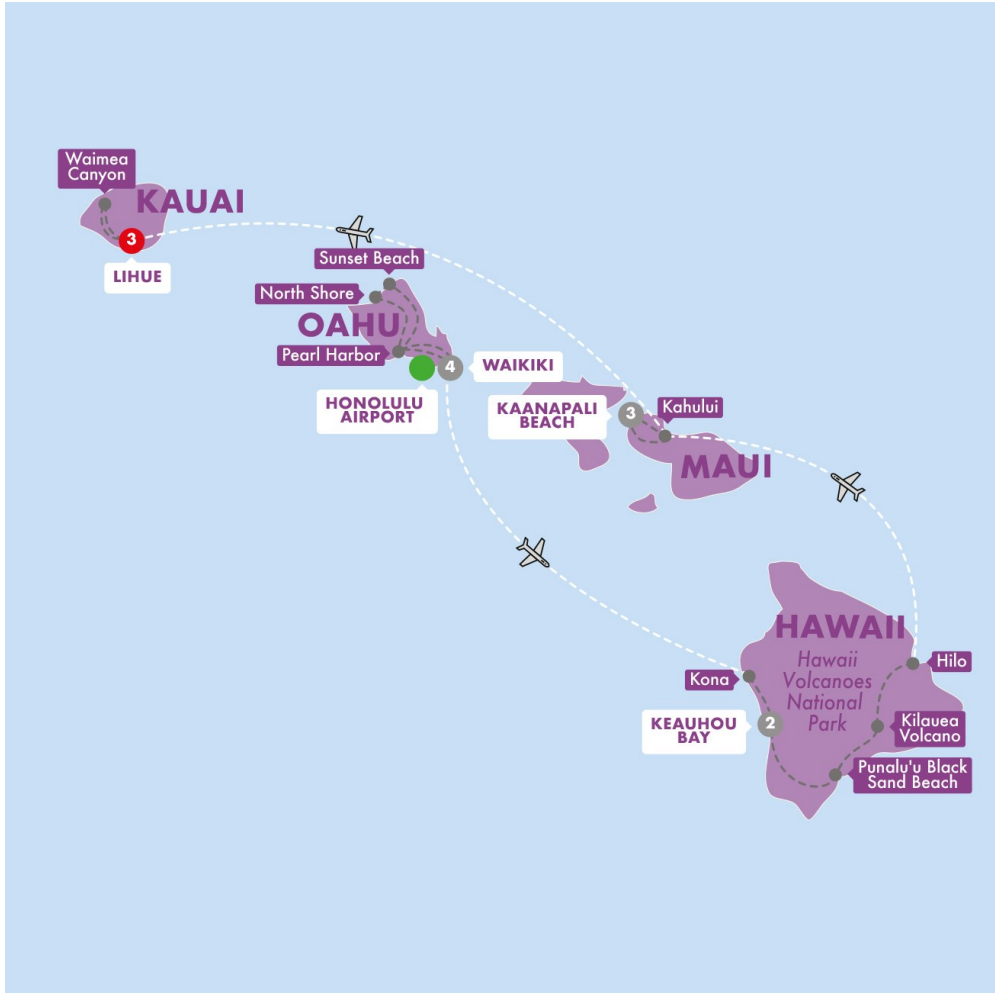 Waimea
Canyon
KAUAI
3
LIHUE
Sunset Beach
North Shore
OAHU
Pearl Harbor
4
WAIKIKI
HONOLULU
AIRPORT
KAANAPALI
BEACH
3
Kahului
MAUI
HAWAII
Hawaii
Volcanoes
National
Park
Hilo
Kona
KEAUHOU
BAY
2
Kilauea
Volcano
Punalu'u Black
Sand Beach